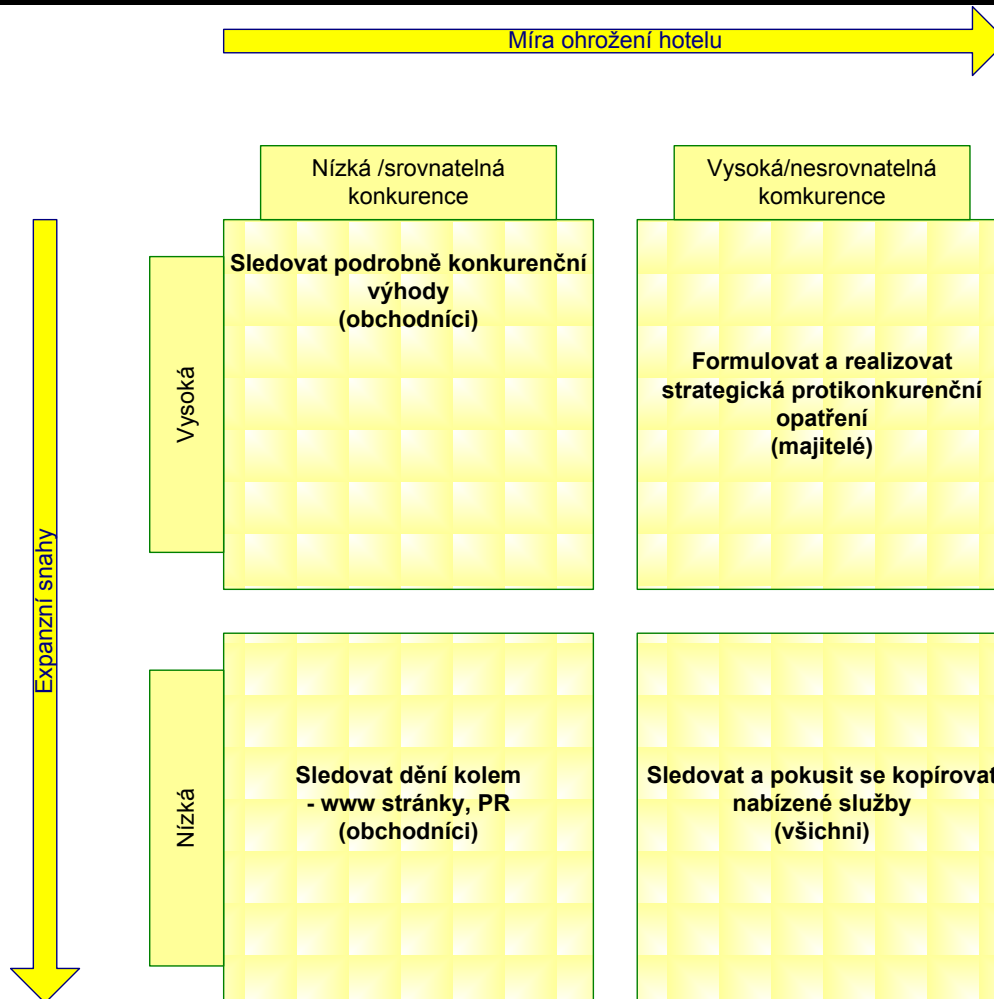 Míra ohrožení hotelu
Nízká /srovnatelná
konkurence
Vysoká/nesrovnatelná
komkurence
Expanzní snahy
Vysoká
Sledovat podrobně konkurenční
výhody
(obchodníci)
Formulovat a realizovat
strategická protikonkurenční
opatření
(majitelé)
Nízká
Sledovat dění kolem
- www stránky, PR
(obchodníci)
Sledovat a pokusit se kopírovat
nabízené služby
(všichni)